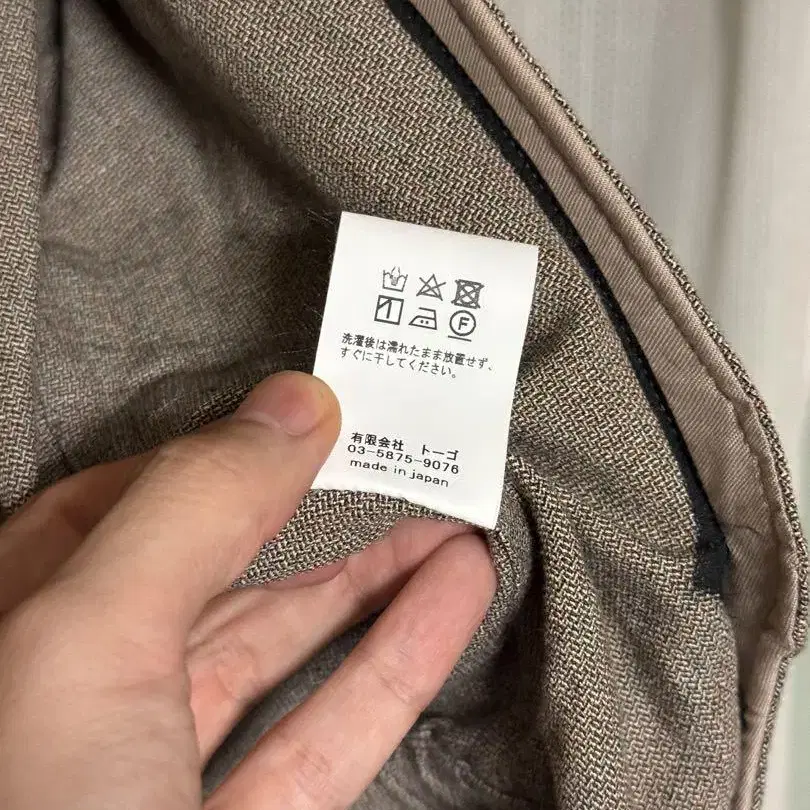 洗濯後は濡れたまま放置せず、
すぐに干してください。
有限会社 トーゴ
03-5875-9076
made in japan